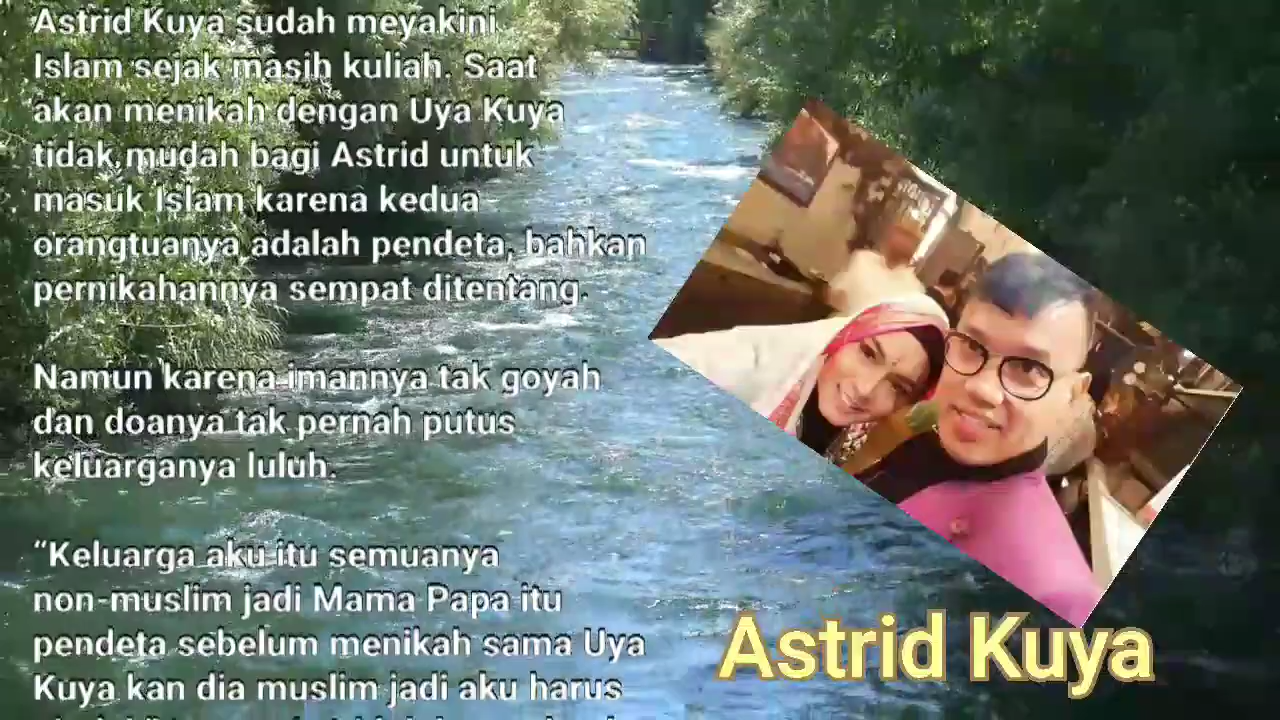 Astrid Kuya sudah meyakini
Islam sejak masih kuliah. Saat
akan menikah dengan Uya Kuya
tidak mudah bagi Astrid untuk
masuk Islam karena kedua
orangtuanya adalah pendeta, bahkan
pernikahannya sempat ditentang.
Namun karena imannya tak goyah
dan doanya tak pernah putus
keluarganya luluh.
“Keluarga aku itu semuanya
non-muslim jadi Mama Papa itu
pendeta sebelum menikah sama Uya
Kuya kan dia muslim jadi aku harus
Astrid Kuya